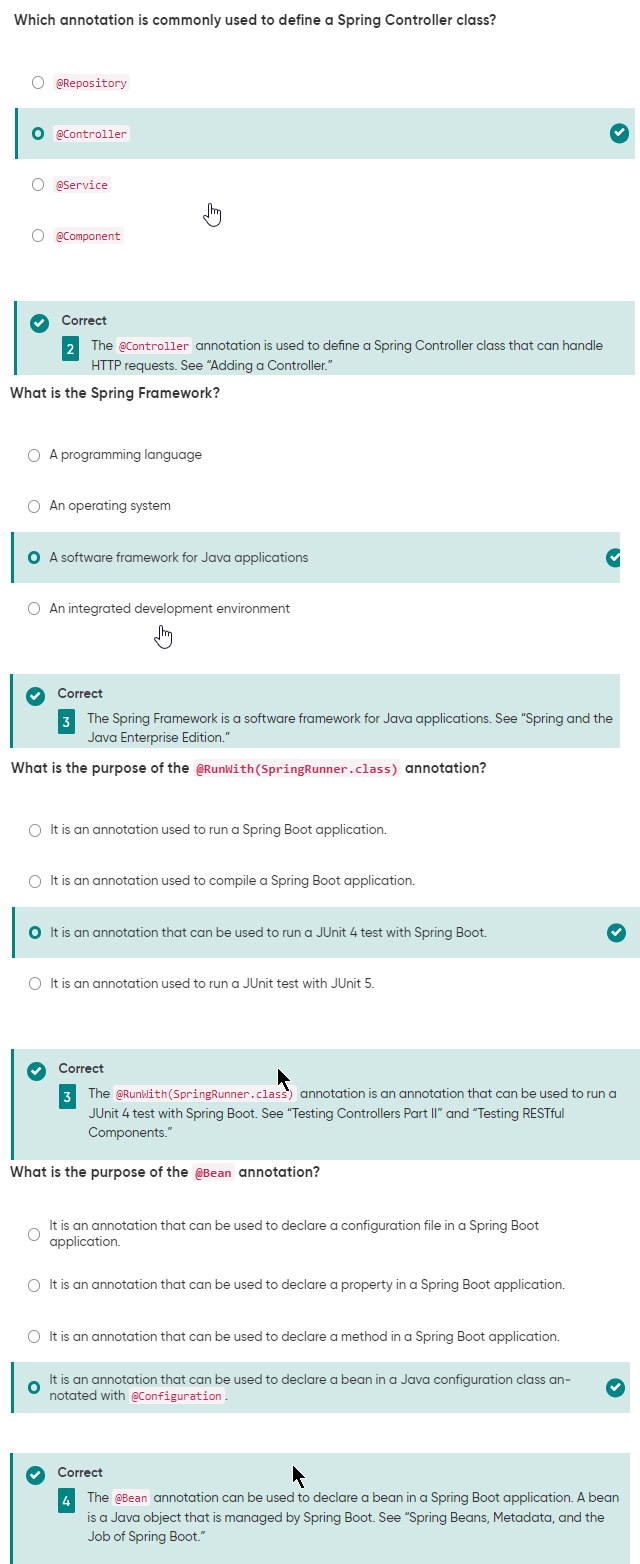 Which annotation is commonly used to define a Spring Controller class?
@Repository
@Controller
@Service
@Component
Correct
2
The @Controller annotation is used to define a Spring Controller class that can handle
HTTP requests. See “Adding a Controller.”
What is the Spring Framework?
A programming language
An operating system
A software framework for Java applications
An integrated development environment
Correct
3
The Spring Framework is a software framework for Java applications. See “Spring and the
Java Enterprise Edition.”
What is the purpose of the @RunWith(SpringRunner.class) annotation?
It is an annotation used to run a Spring Boot application.
It is an annotation used to compile a Spring Boot application.
It is an annotation that can be used to run a JUnit 4 test with Spring Boot.
It is an annotation used to run a JUnit test with JUnit 5.
Correct
3
The @RunWith(SpringRunner.class) annotation is an annotation that can be used to run a
JUnit 4 test with Spring Boot. See “Testing Controllers Part II” and “Testing RESTful
Components.”
What is the purpose of the @Bean annotation?
It is an annotation that can be used to declare a configuration file in a Spring Boot
application.
It is an annotation that can be used to declare a property in a Spring Boot application.
It is an annotation that can be used to declare a method in a Spring Boot application.
It is an annotation that can be used to declare a bean in a Java configuration class an-
notated with @Configuration.
Correct
4
The @Bean annotation can be used to declare a bean in a Spring Boot application. A bean
is a Java object that is managed by Spring Boot. See “Spring Beans, Metadata, and the
Job of Spring Boot.”